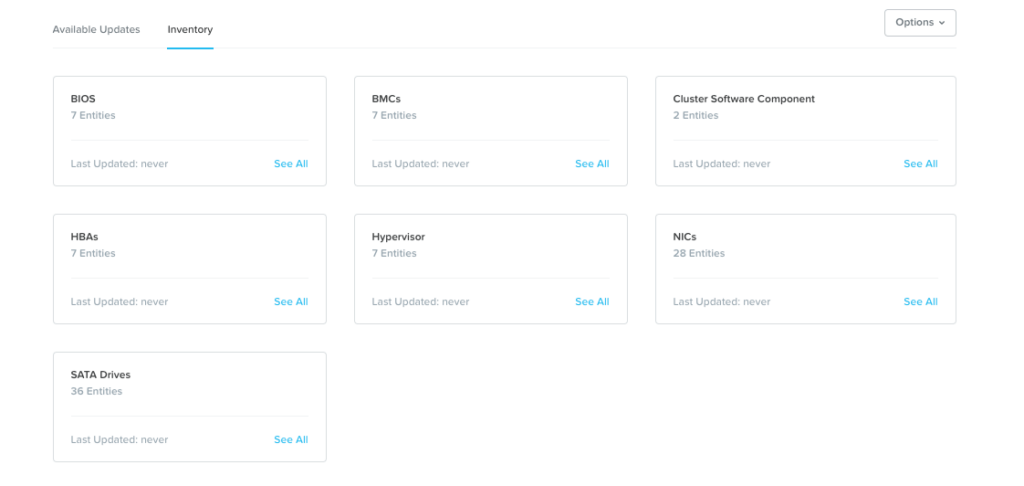 Available Updates
Inventory
Options
BIOS
7 Entities
Last Updated: never
See All
BMCs
7 Entities
Last Updated: never
See All
Cluster Software Component
2 Entities
Last Updated: never
See All
HBAs
7 Entities
Last Updated: never
See All
Hypervisor
7 Entities
Last Updated: never
See All
NICs
28 Entities
Last Updated: never
See All
SATA Drives
36 Entities
Last Updated: never
See All